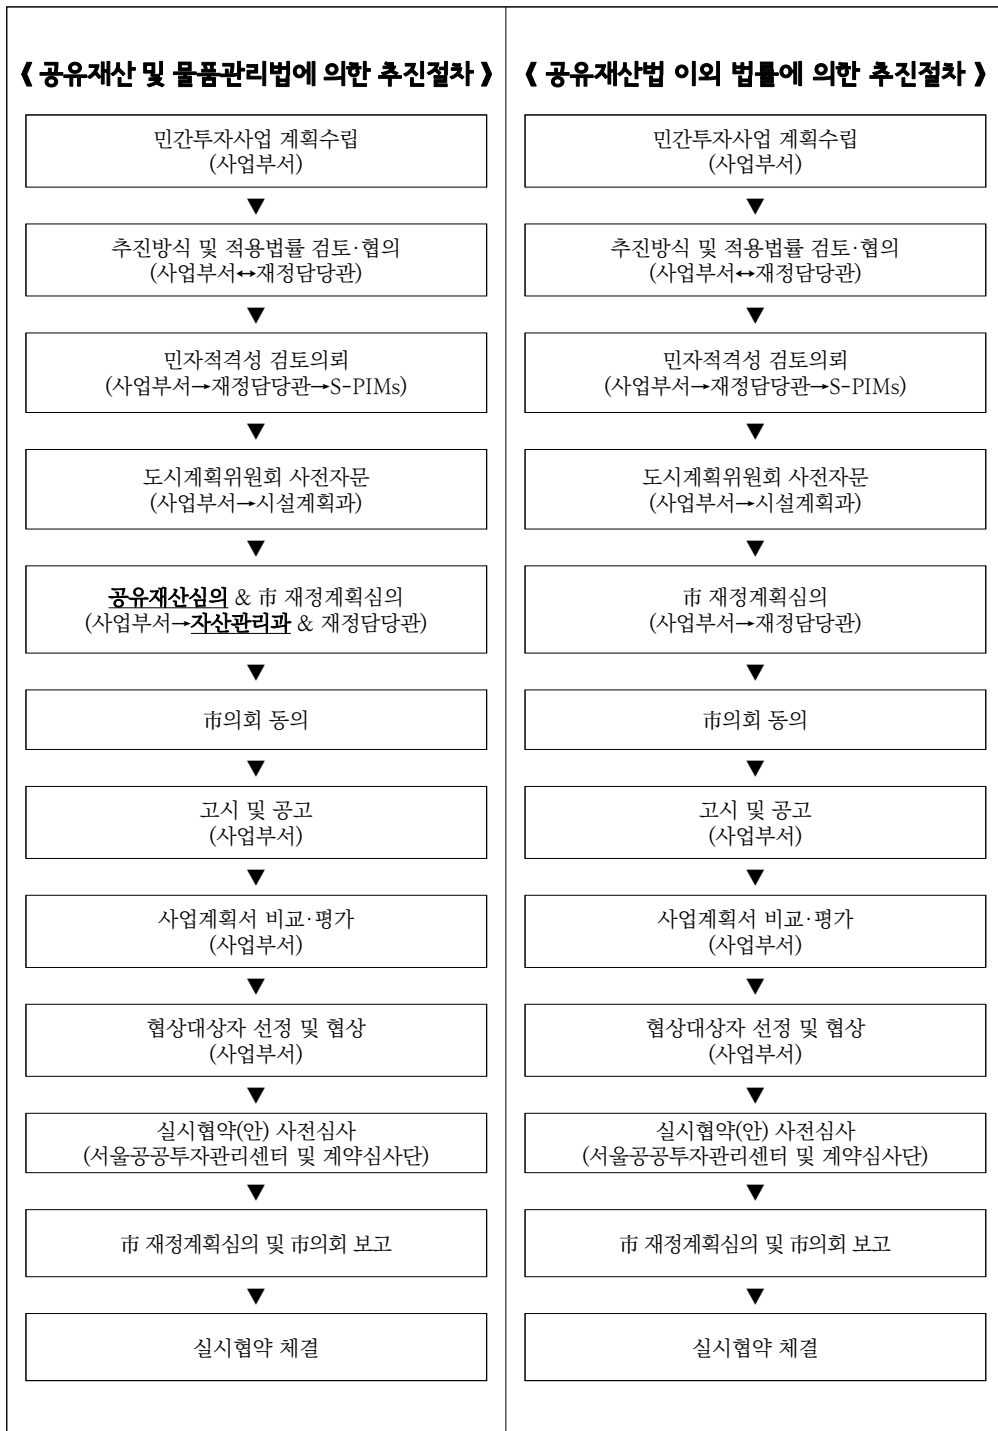 《 공유재산 및 물품관리법에 의한 추진절차 》
민간투자사업 계획수립
(사업부서)
▼
추진방식 및 적용법률 검토·협의
(사업부서↔재정담당관)
▼
민자적격성 검토의뢰
(사업부서→재정담당관→S-PIMs)
▼
도시계획위원회 사전자문
(사업부서→시설계획과)
▼
공유재산심의 & 市 재정계획심의
(사업부서→자산관리과 & 재정담당관)
▼
市의회 동의
▼
고시 및 공고
(사업부서)
▼
사업계획서 비교·평가
(사업부서)
▼
협상대상자 선정 및 협상
(사업부서)
▼
실시협약(안) 사전심사
(서울공공투자관리센터 및 계약심사단)
▼
市 재정계획심의 및 市의회 보고
▼
실시협약 체결
《 공유재산법 이외 법률에 의한 추진절차 》
민간투자사업 계획수립
(사업부서)
▼
추진방식 및 적용법률 검토·협의
(사업부서↔재정담당관)
▼
민자적격성 검토의뢰
(사업부서→재정담당관→S-PIMs)
▼
도시계획위원회 사전자문
(사업부서→시설계획과)
▼
市 재정계획심의
(사업부서→재정담당관)
▼
市의회 동의
▼
고시 및 공고
(사업부서)
▼
사업계획서 비교·평가
(사업부서)
▼
협상대상자 선정 및 협상
(사업부서)
▼
실시협약(안) 사전심사
(서울공공투자관리센터 및 계약심사단)
▼
市 재정계획심의 및 市의회 보고
▼
실시협약 체결